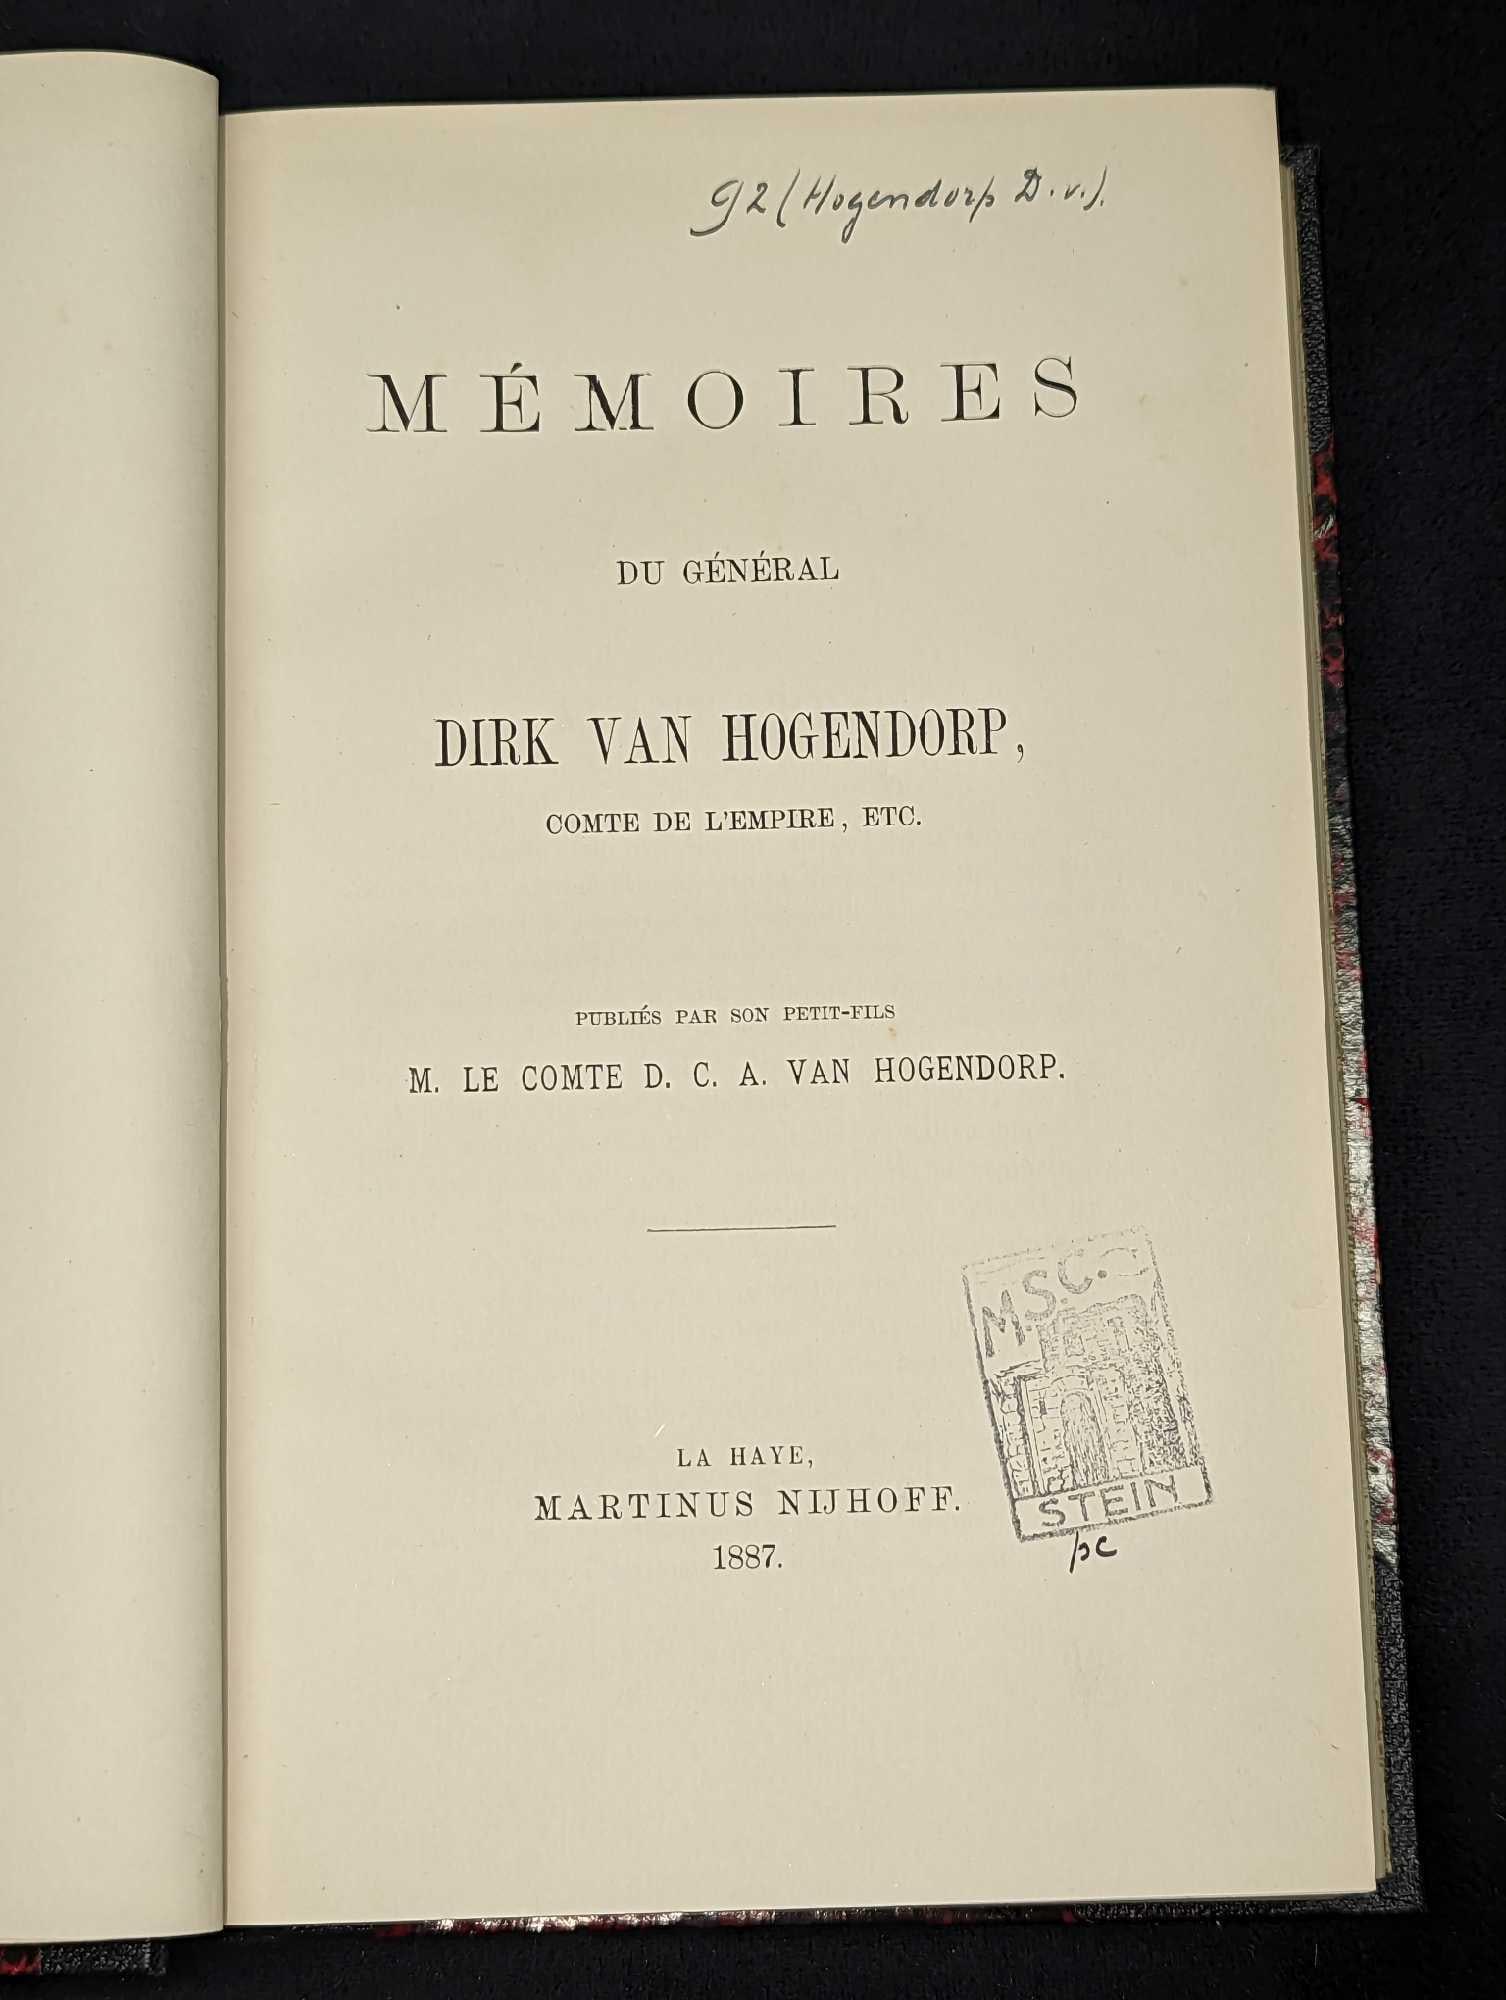 92 (Hogendorp D. v.).
MÉMOIRES
DU GÉNÉRAL
DIRK VAN HOGENDORP,
COMTE DE L'EMPIRE, ETC.
PUBLIÉS PAR SON PETIT-FILS
M. LE COMTE D. C. A. VAN HOGENDORP.
LA HAYE,
MARTINUS NIJHOFF.
1887.
M.S.C.
STEIN
pc